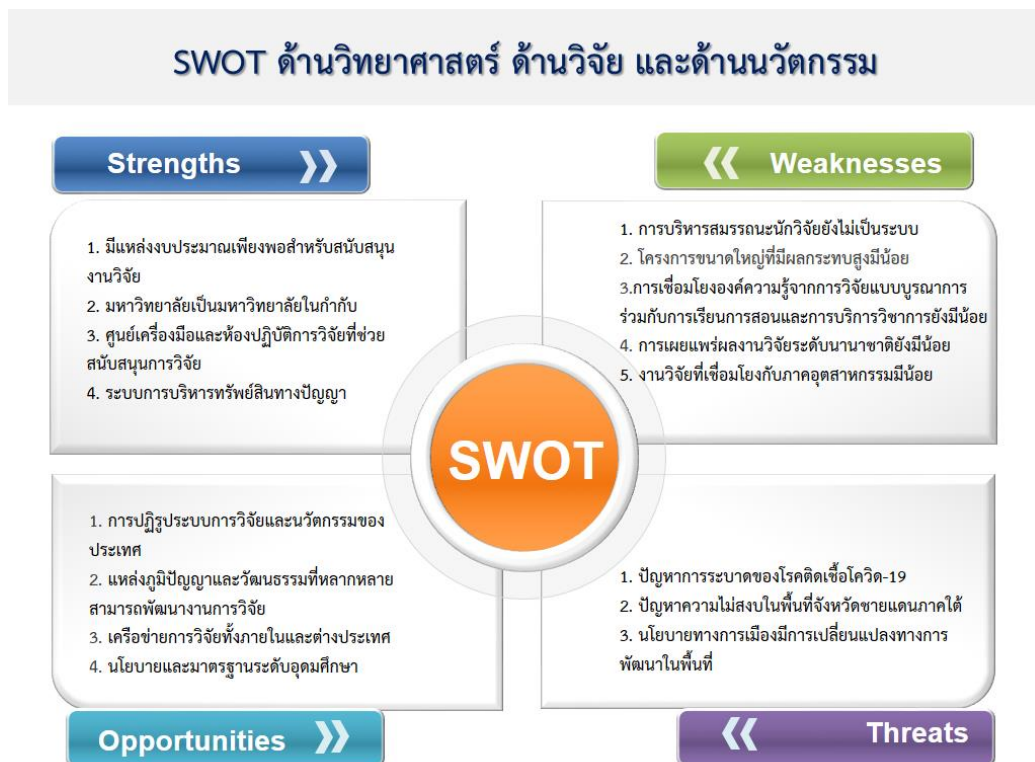 SWOT ด้านวิทยาศาสตร์ ด้านวิจัย และด้านนวัตกรรม
Strengths
1. มีแหล่งงบประมาณเพียงพอสำหรับสนับสนุน
งานวิจัย
2. มหาวิทยาลัยเป็นมหาวิทยาลัยในกำกับ
3. ศูนย์เครื่องมือและห้องปฏิบัติการวิจัยที่ช่วย
สนับสนุนการวิจัย
4. ระบบการบริหารทรัพย์สินทางปัญญา
Weaknesses
1. การบริหารสมรรถนะนักวิจัยยังไม่เป็นระบบ
2. โครงการขนาดใหญ่ที่มีผลกระทบสูงมีน้อย
3.การเชื่อมโยงองค์ความรู้จากการวิจัยแบบบูรณาการ
ร่วมกับการเรียนการสอนและการบริการวิชาการยังมีน้อย
4. การเผยแพร่ผลงานวิจัยระดับนานาชาติยังมีน้อย
5. งานวิจัยที่เชื่อมโยงกับภาคอุตสาหกรรมมีน้อย
SWOT
1. การปฏิรูประบบการวิจัยและนวัตกรรมของ
ประเทศ
2. แหล่งภูมิปัญญาและวัฒนธรรมที่หลากหลาย
สามารถพัฒนางานการวิจัย
3. เครือข่ายการวิจัยทั้งภายในและต่างประเทศ
4. นโยบายและมาตรฐานระดับอุดมศึกษา
Opportunities
1. ปัญหาการระบาดของโรคติดเชื้อโควิด-19
2. ปัญหาความไม่สงบในพื้นที่จังหวัดชายแดนภาคใต้
3. นโยบายทางการเมืองมีการเปลี่ยนแปลงทางการ
พัฒนาในพื้นที่
Threats